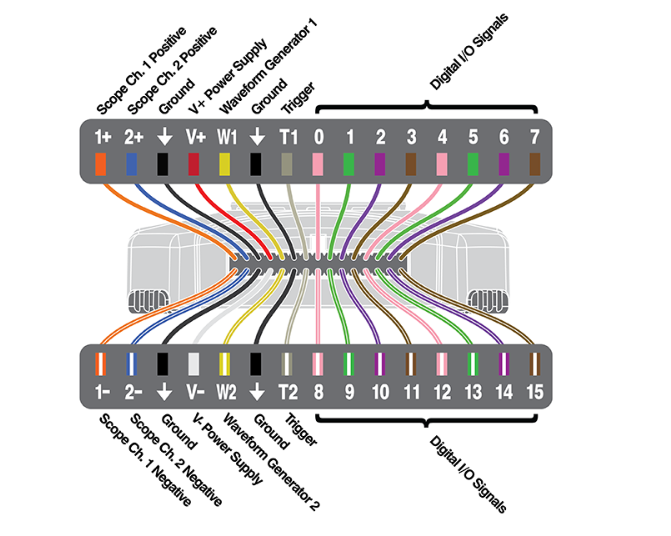 Scope Ch. 1 Positive
Scope Ch. 2 Positive
Ground
V+ Power Supply
Waveform Generator 1
Ground
Trigger
Digital I/O Signals
1+ 2+ V+ W1 T1 0 1 2 3 4 5 6 7
1- 2- V- W2 T2 8 9 10 11 12 13 14 15
Scope Ch. 1 Negative
Scope Ch. 2 Negative
Ground
V- Power Supply
Waveform Generator 2
Ground
Trigger
Digital I/O Signals